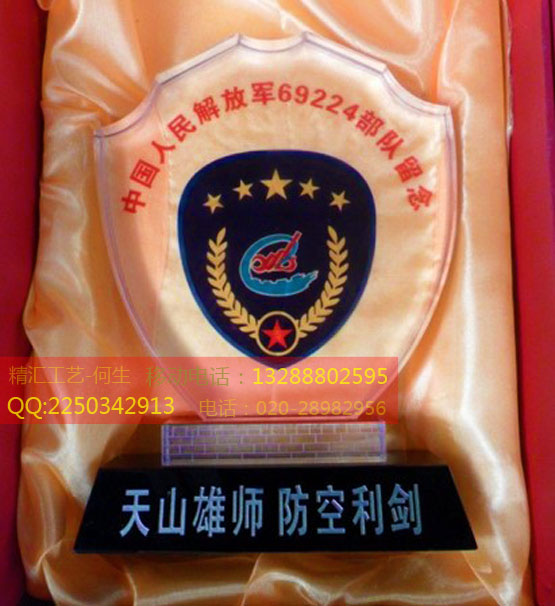 中国人民解放军69224部队留念
精汇工艺-何生 移动电话：13288802595
QQ:2250342913 电话：020-28982956
天山雄师 防空利剑